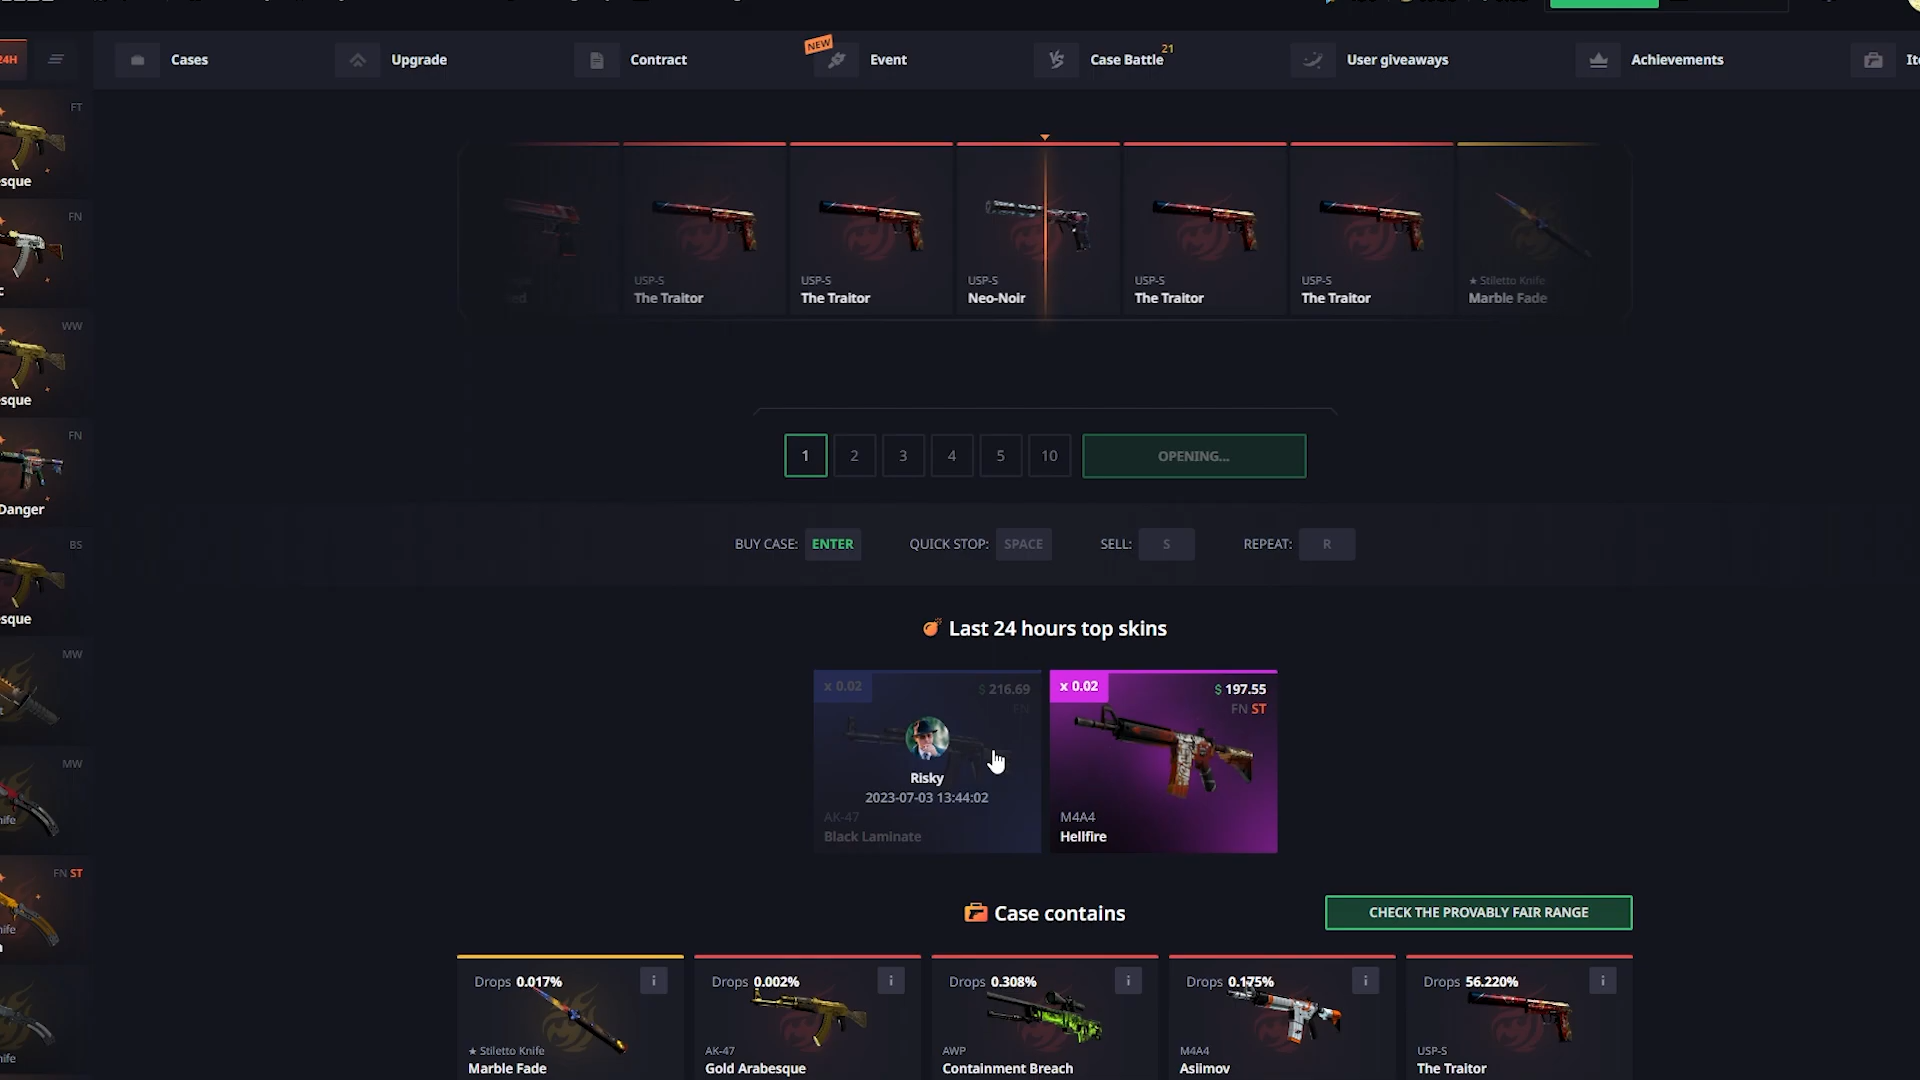 24H
Cases
Upgrade
Contract
NEW
Event
Case Battle
21
User giveaways
Achievements
FT
esque
FN
c
WW
esque
FN
Danger
BS
esque
MW
MW
nife
FN ST
nife
nife
USP-S
The Traitor
USP-S
The Traitor
USP-S
Neo-Noir
USP-S
The Traitor
USP-S
The Traitor
★ Stiletto Knife
Marble Fade
1
2
3
4
5
10
OPENING...
BUY CASE: ENTER
QUICK STOP: SPACE
SELL: S
REPEAT: R
Last 24 hours top skins
x 0.02
$ 216.69
FN
Risky
2023-07-03 13:44:02
AK-47
Black Laminate
x 0.02
$ 197.55
FN ST
M4A4
Hellfire
Case contains
CHECK THE PROVABLY FAIR RANGE
Drops 0.017%
i
★ Stiletto Knife
Marble Fade
Drops 0.002%
i
AK-47
Gold Arabesque
Drops 0.308%
i
AWP
Containment Breach
Drops 0.175%
i
M4A4
Asiimov
Drops 56.220%
i
USP-S
The Traitor